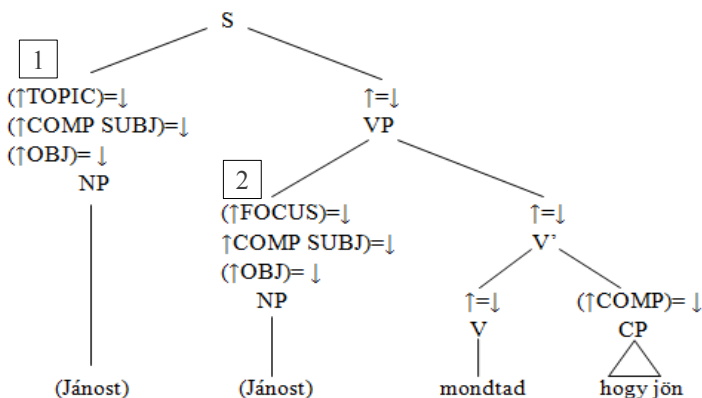 S
1
(↑TOPIC)=↓
↑=↓
(↑COMP SUBJ)=↓
VP
(↑OBJ)= ↓
NP
2
(↑FOCUS)=↓
↑=↓
↑COMP SUBJ)=↓
V’
(↑OBJ)= ↓
NP
↑=↓
(↑COMP)= ↓
V
CP
(Jánost)
(Jánost)
mondtad
hogy jön